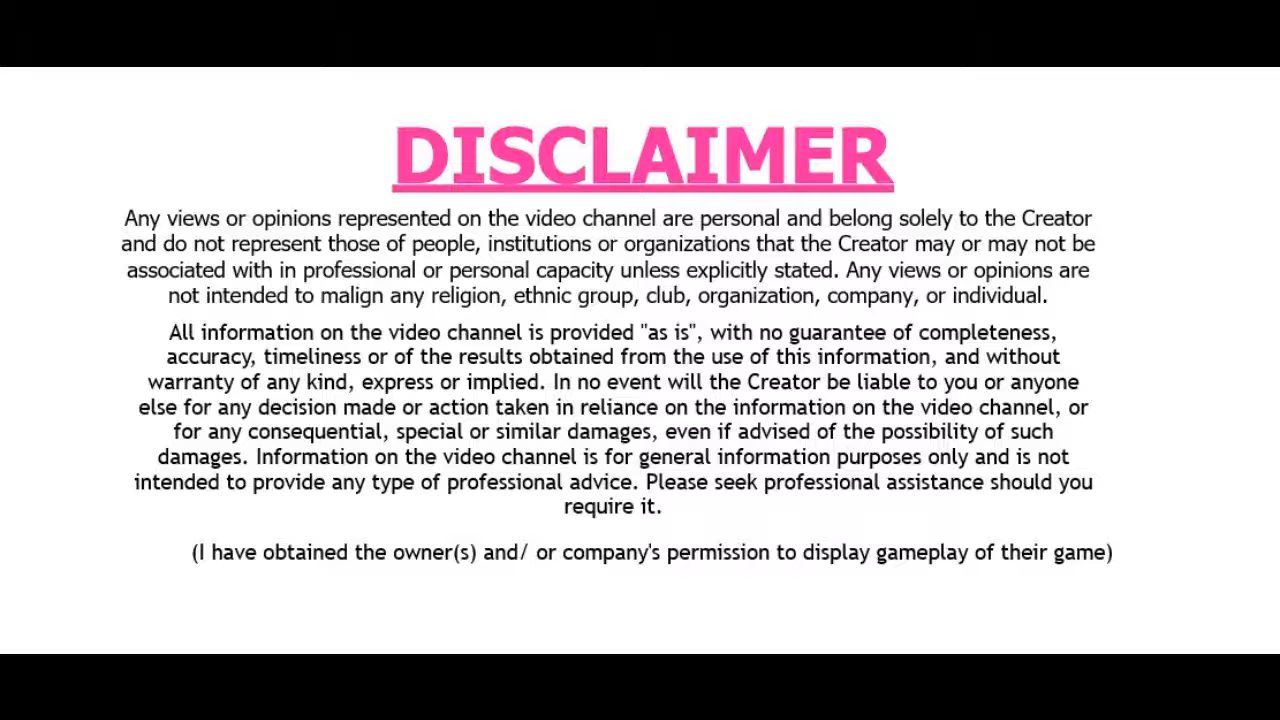 DISCLAIMER
Any views or opinions represented on the video channel are personal and belong solely to the Creator
and do not represent those of people, institutions or organizations that the Creator may or may not be
associated with in professional or personal capacity unless explicitly stated. Any views or opinions are
not intended to malign any religion, ethnic group, club, organization, company, or individual.
All information on the video channel is provided "as is", with no guarantee of completeness,
accuracy, timeliness or of the results obtained from the use of this information, and without
warranty of any kind, express or implied. In no event will the Creator be liable to you or anyone
else for any decision made or action taken in reliance on the information on the video channel, or
for any consequential, special or similar damages, even if advised of the possibility of such
damages. Information on the video channel is for general information purposes only and is not
intended to provide any type of professional advice. Please seek professional assistance should you
require it.
(I have obtained the owner(s) and/ or company's permission to display gameplay of their game)